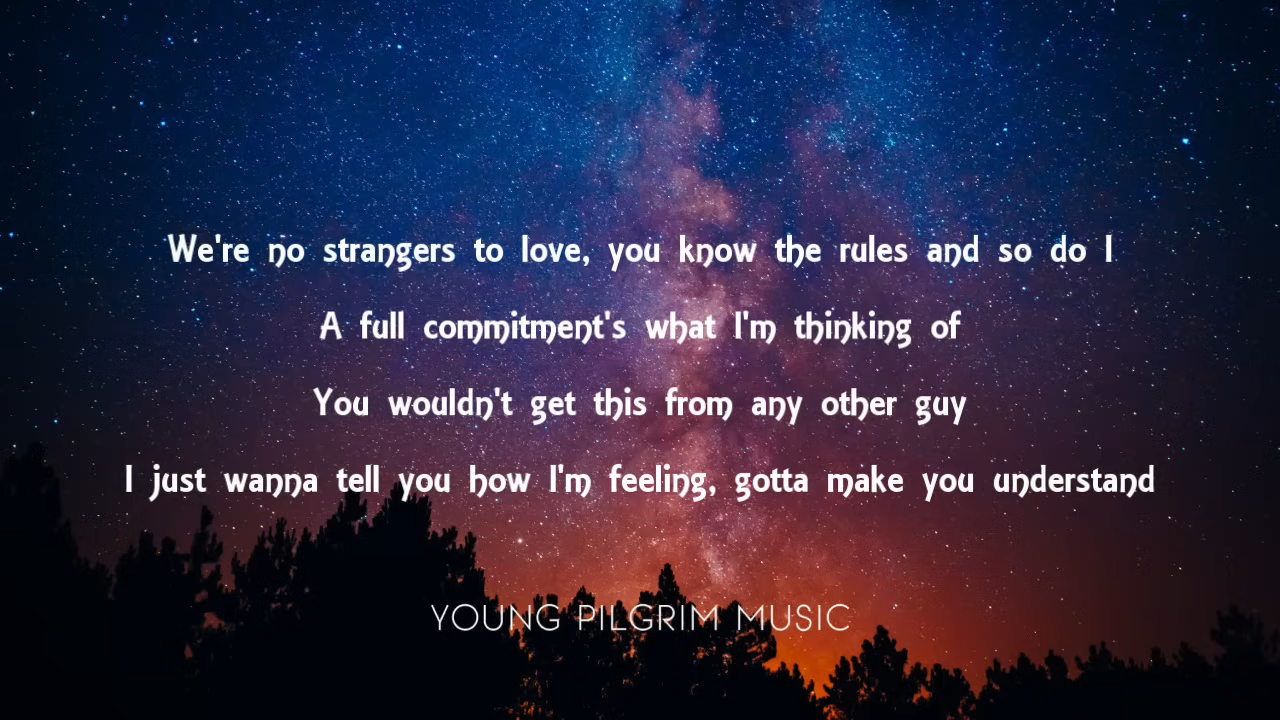 We're no strangers to love, you know the rules and so do I
A full commitment's what I'm thinking of
You wouldn't get this from any other guy
I just wanna tell you how I'm feeling, gotta make you understand
YOUNG PILGRIM MUSIC